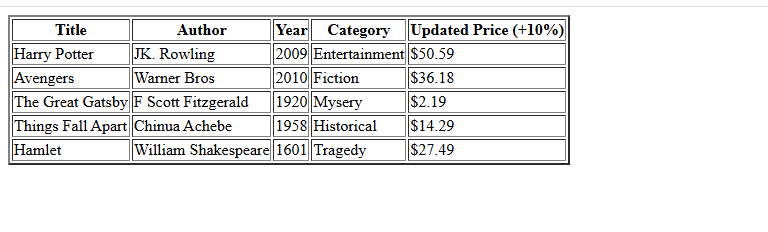 Title Author Year Category Updated Price (+10%)
Harry Potter JK. Rowling 2009 Entertainment $50.59
Avengers Warner Bros 2010 Fiction $36.18
The Great Gatsby F Scott Fitzgerald 1920 Mysery $2.19
Things Fall Apart Chinua Achebe 1958 Historical $14.29
Hamlet William Shakespeare 1601 Tragedy $27.49